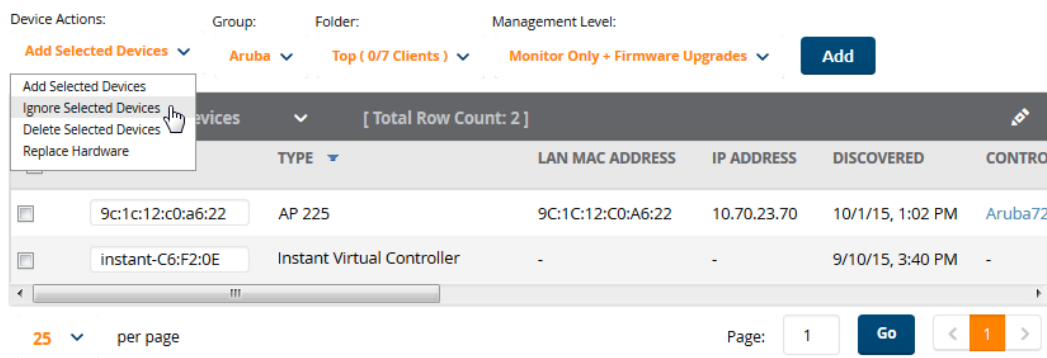 Device Actions: Group: Folder: Management Level:
Add Selected Devices Aruba Top ( 0/7 Clients ) Monitor Only + Firmware Upgrades Add
Add Selected Devices
Ignore Selected Devices
Delete Selected Devices
Replace Hardware
evices [ Total Row Count: 2 ]
TYPE LAN MAC ADDRESS IP ADDRESS DISCOVERED CONTRO
9c:1c:12:c0:a6:22 AP 225 9C:1C:12:C0:A6:22 10.70.23.70 10/1/15, 1:02 PM Aruba72
instant-C6:F2:0E Instant Virtual Controller - - 9/10/15, 3:40 PM -
25 per page Page: 1 Go < 1 >